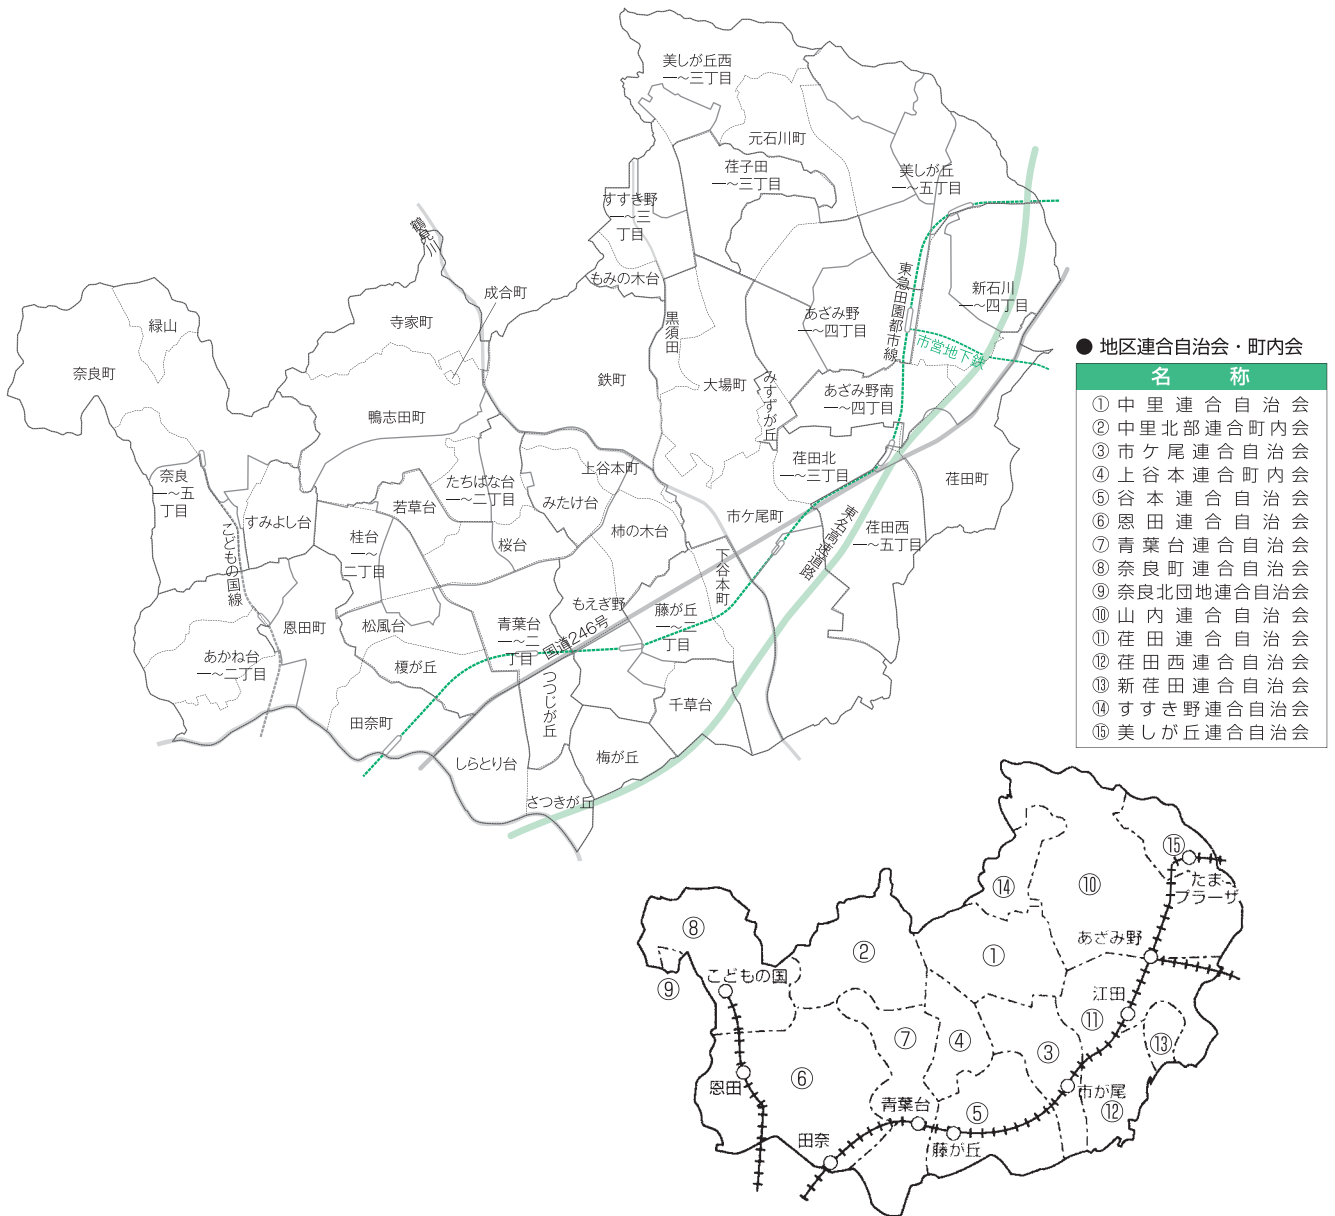 美しが丘西
一〜三丁目
元石川町
荏子田
一〜三丁目
美しが丘
一〜五丁目
すすき野
一〜三
丁目
鶴見川
もみの木台
成合町
寺家町
緑山
奈良町
黒須田
東急田園都市線
新石川
一〜四丁目
あざみ野
一〜四丁目
市営地下鉄
鉄町
大場町
みすずが丘
あざみ野南
一〜四丁目
鴨志田町
荏田北
一〜三丁目
荏田町
奈良
一〜五
丁目
たちばな台
一〜二丁目
上谷本町
みたけ台
若草台
すみよし台
こどもの国線
桂台
一〜
二丁目
桜台
柿の木台
市ケ尾町
東名高速道路
荏田西
一〜五丁目
下谷本町
もえぎ野
藤が丘
一〜二
丁目
恩田町
松風台
青葉台
一〜二
丁目
国道246号
あかね台
一〜二丁目
榎が丘
つつじが丘
千草台
田奈町
しらとり台
梅が丘
さつきが丘
● 地区連合自治会・町内会
名 称
① 中里連合自治会
② 中里北部連合町内会
③ 市ケ尾連合自治会
④ 上谷本連合町内会
⑤ 谷本連合自治会
⑥ 恩田連合自治会
⑦ 青葉台連合自治会
⑧ 奈良町連合自治会
⑨ 奈良北団地連合自治会
⑩ 山内連合自治会
⑪ 荏田連合自治会
⑫ 荏田西連合自治会
⑬ 新荏田連合自治会
⑭ すすき野連合自治会
⑮ 美しが丘連合自治会
⑮
たま
プラーザ
⑭
⑩
⑧
②
①
あざみ野
⑨
こどもの国
江田
⑪
⑦
④
③
⑬
⑥
恩田
青葉台
⑤
市が尾
⑫
田奈
藤が丘